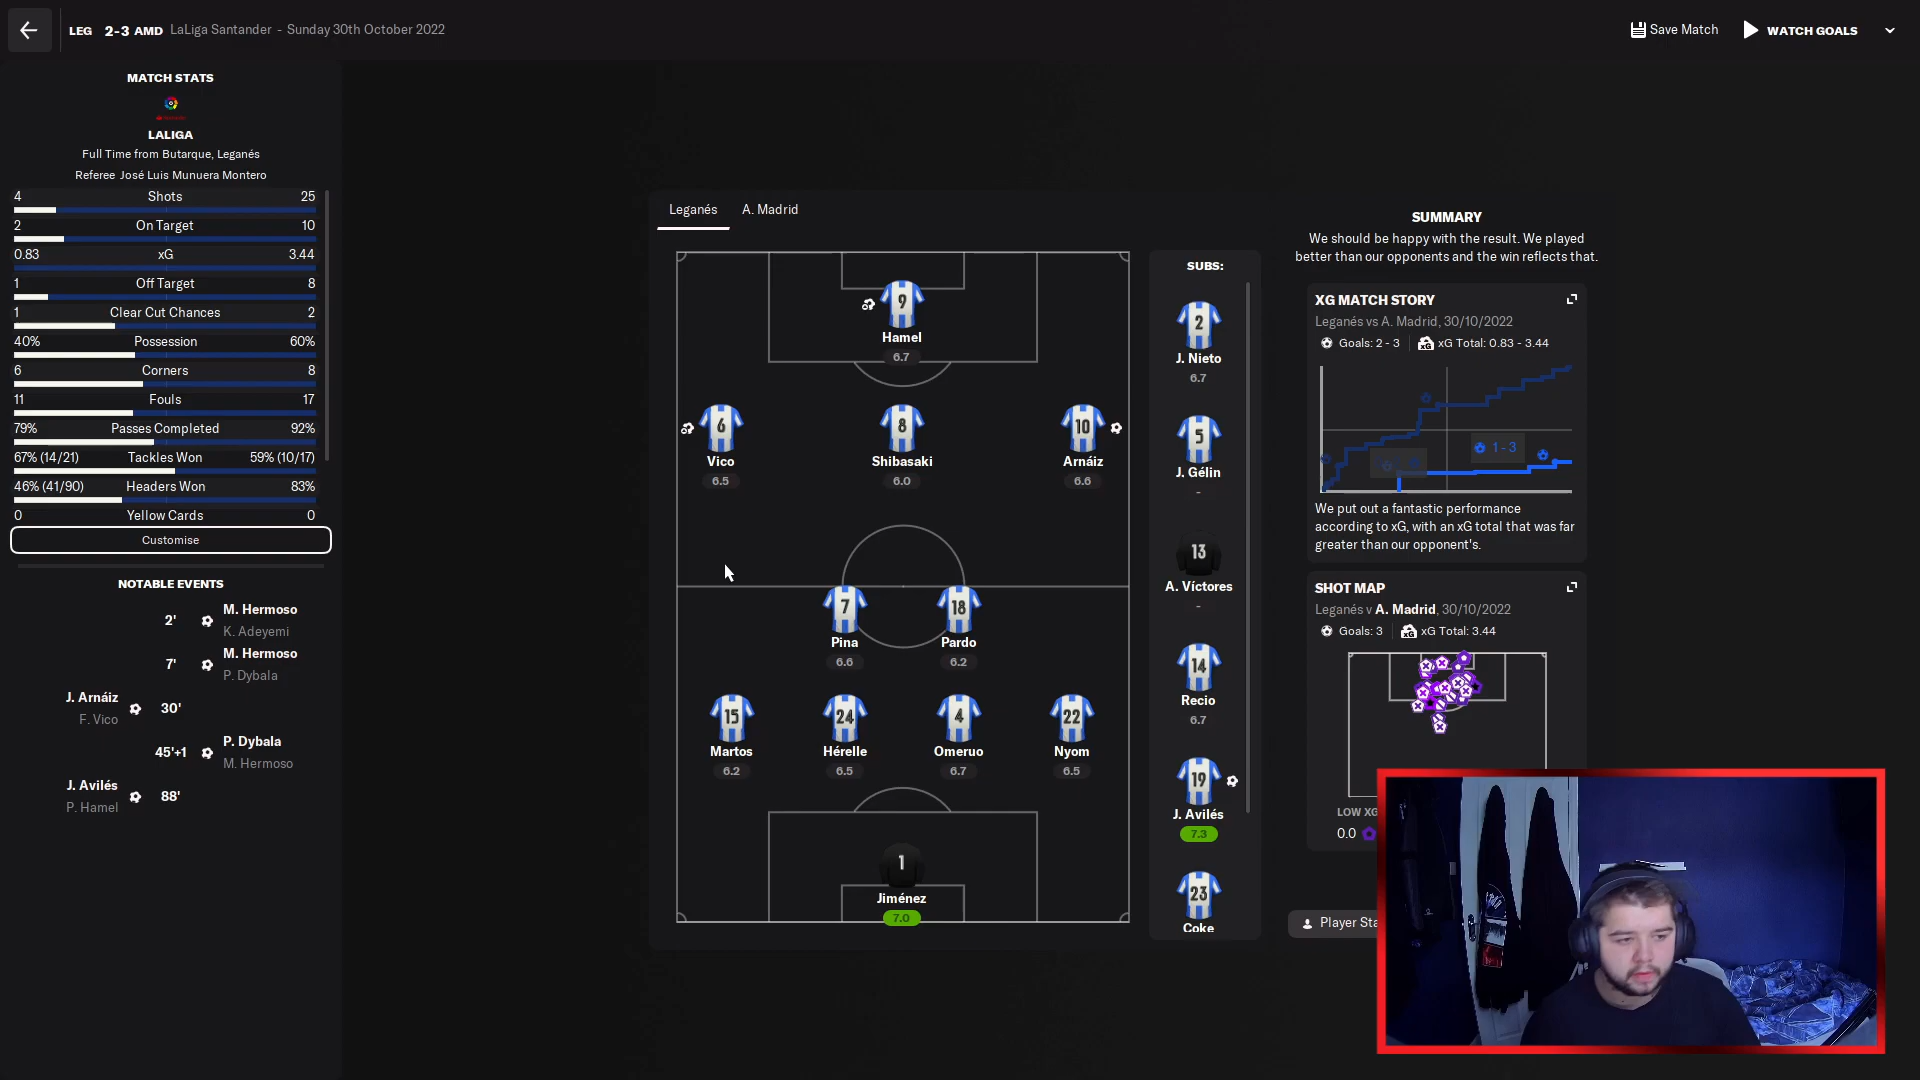 LEG 2-3 AMD LaLiga Santander - Sunday 30th October 2022
Save Match
WATCH GOALS
MATCH STATS
LALIGA
Full Time from Butarque, Leganés
Referee José Luis Munuera Montero
4 Shots 25
2 On Target 10
0.83 xG 3.44
1 Off Target 8
1 Clear Cut Chances 2
40% Possession 60%
6 Corners 8
11 Fouls 17
79% Passes Completed 92%
67% (14/21) Tackles Won 59% (10/17)
46% (41/90) Headers Won 83%
0 Yellow Cards 0
Customise
NOTABLE EVENTS
2' M. Hermoso
K. Adeyemi
7' M. Hermoso
P. Dybala
J. Arnáiz 30'
F. Vico
45'+1 P. Dybala
M. Hermoso
J. Avilés 88'
P. Hamel
Leganés
A. Madrid
9
Hamel
6.7
6
Vico
6.5
8
Shibasaki
6.0
10
Arnáiz
6.6
7
Pina
6.6
18
Pardo
6.2
15
Martos
6.2
24
Hérelle
6.5
4
Omeruo
6.7
22
Nyom
6.5
1
Jiménez
7.0
SUBS:
2
J. Nieto
6.7
5
J. Gélin
-
13
A. Víctores
-
14
Recio
6.7
19
J. Avilés
7.3
23
Coke
SUMMARY
We should be happy with the result. We played
better than our opponents and the win reflects that.
XG MATCH STORY
Leganés vs A. Madrid, 30/10/2022
Goals: 2 - 3 xG xG Total: 0.83 - 3.44
1 - 3
We put out a fantastic performance
according to xG, with an xG total that was far
greater than our opponent's.
SHOT MAP
Leganés v A. Madrid, 30/10/2022
Goals: 3 xG xG Total: 3.44
LOW XG
0.0
Player Sta